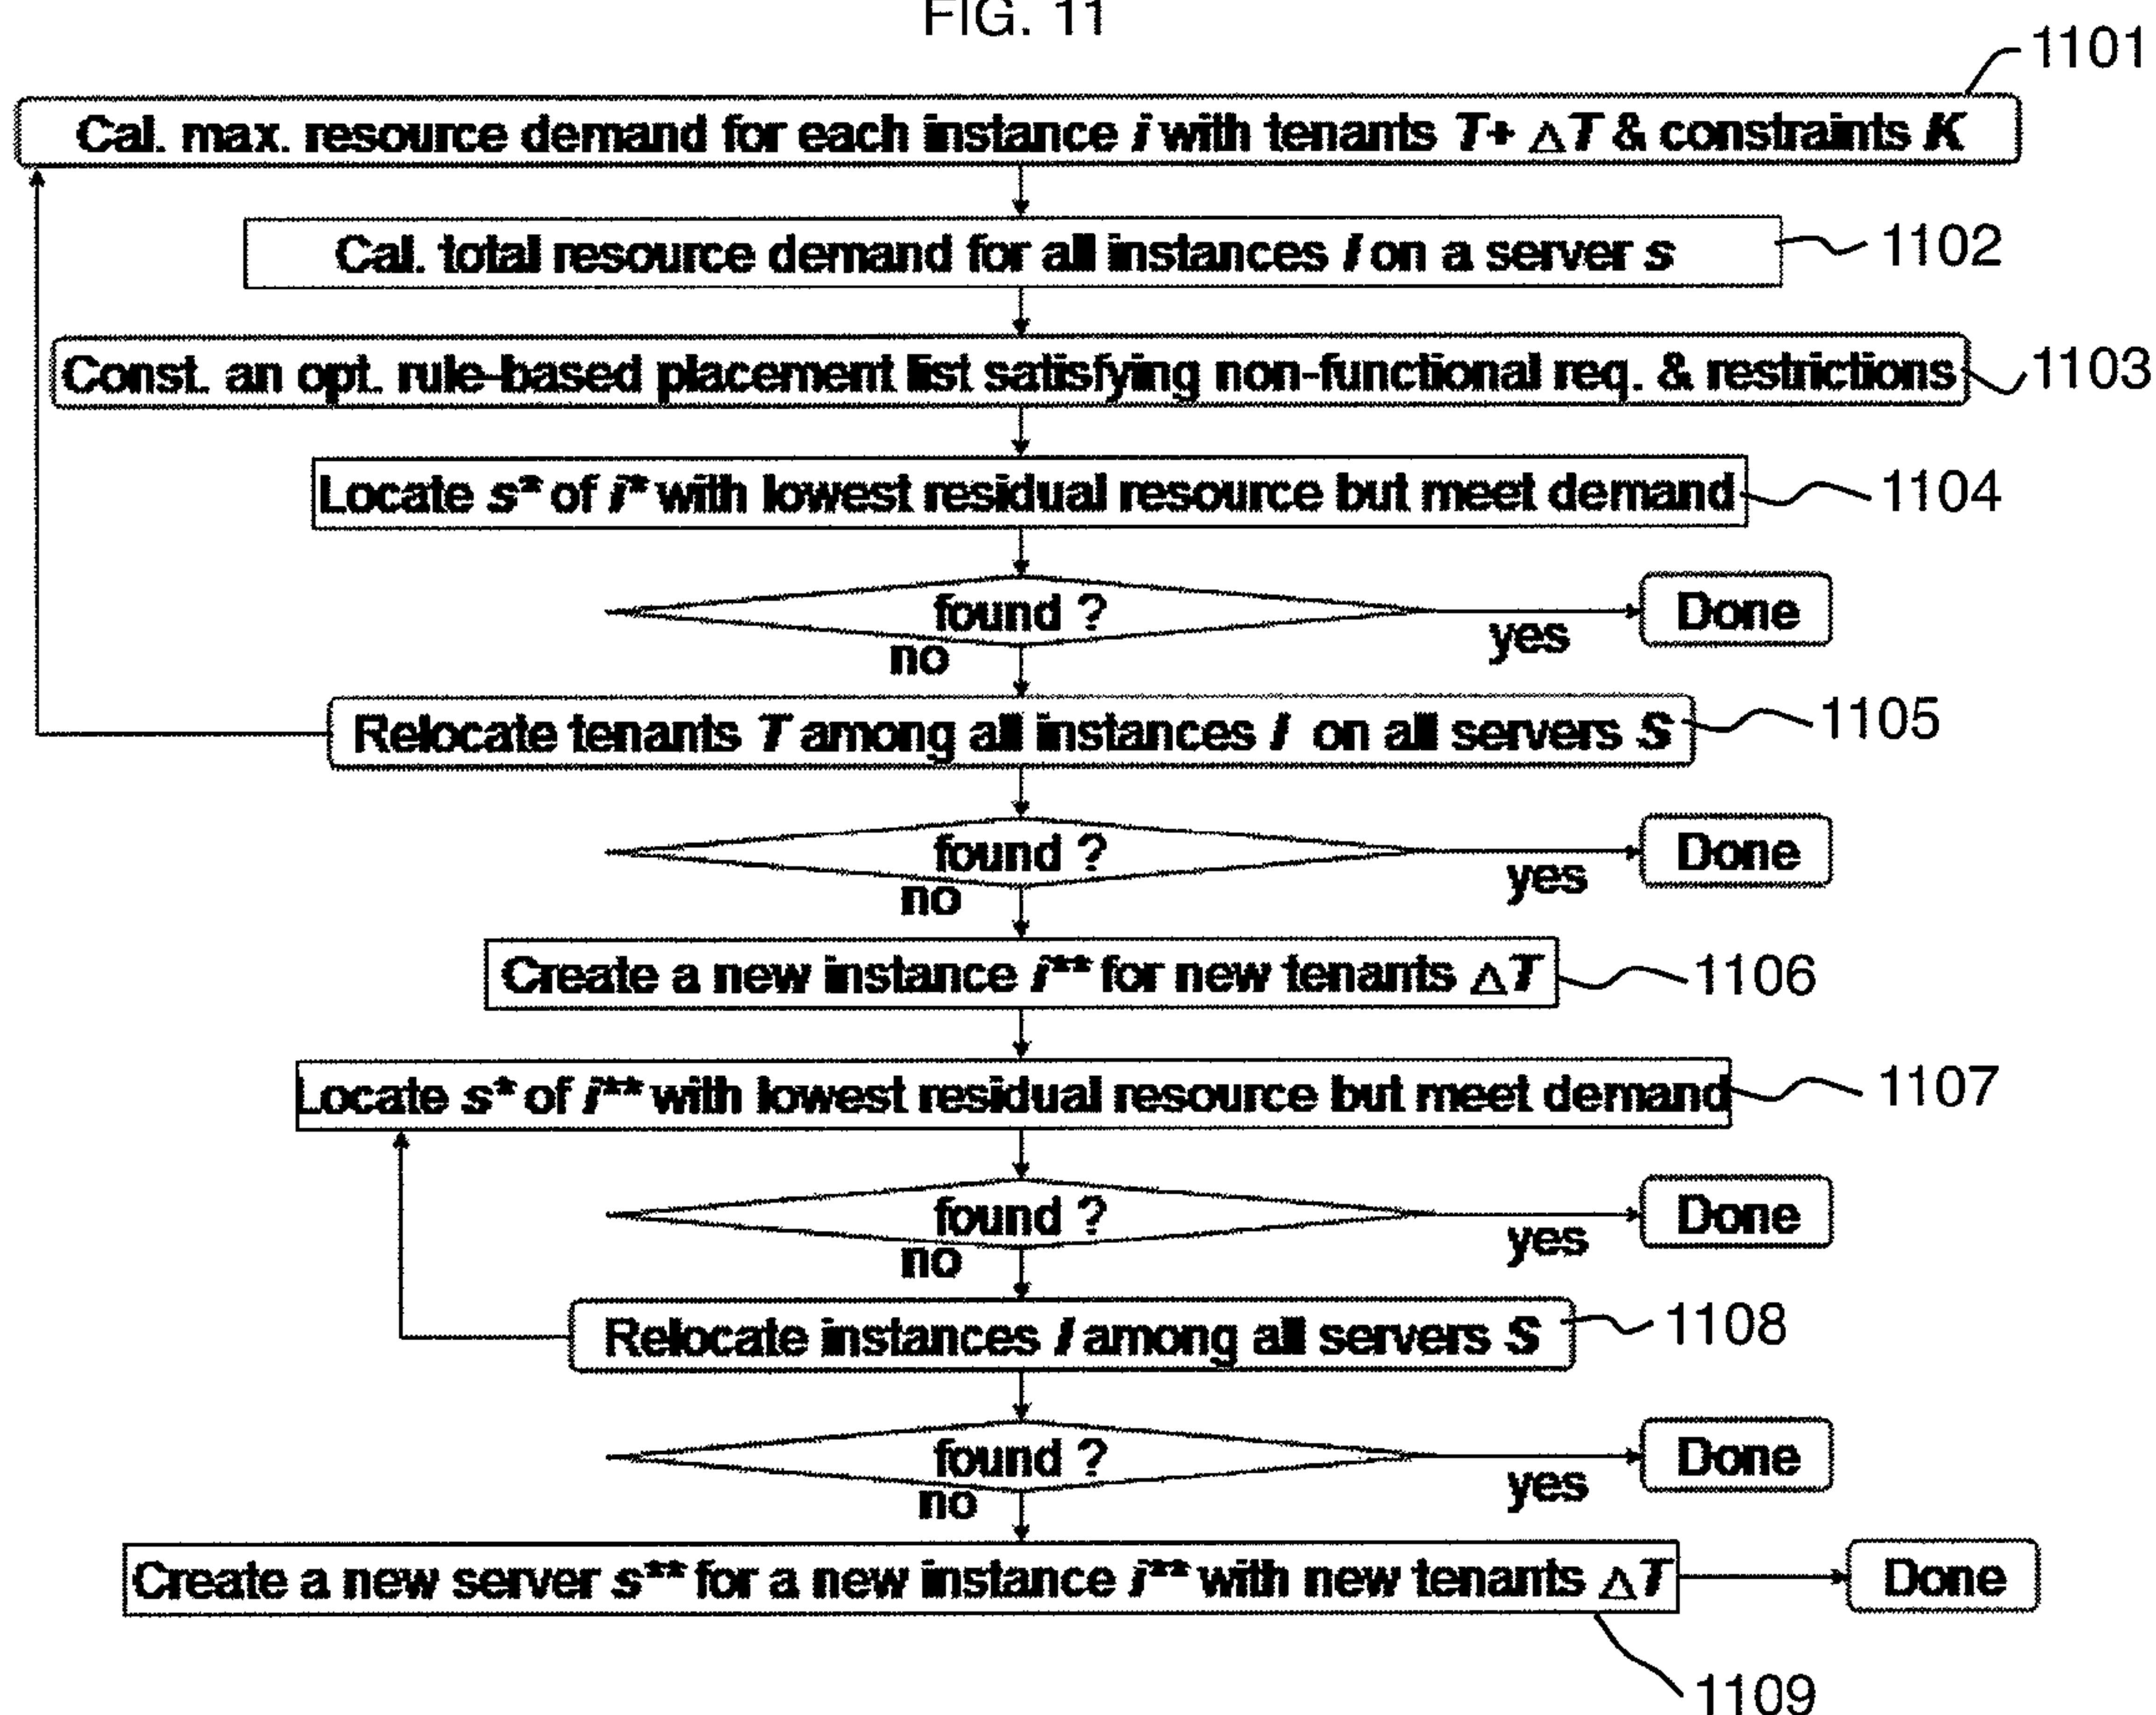 FIG. 11
1101
Cal. max. resource demand for each instance i with tenants T+ ΔT & constraints K
Cal. total resource demand for all instances I on a server s
1102
Const. an opt. rule-based placement list satisfying non-functional req. & restrictions
1103
Locate s* of i* with lowest residual resource but meet demand
1104
found ?
yes
Done
no
Relocate tenants T among all instances I on all servers S
1105
found ?
yes
Done
no
Create a new instance i** for new tenants ΔT
1106
Locate s* of i** with lowest residual resource but meet demand
1107
found ?
yes
Done
no
Relocate instances I among all servers S
1108
found ?
yes
Done
no
Create a new server s** for a new instance i** with new tenants ΔT
Done
1109